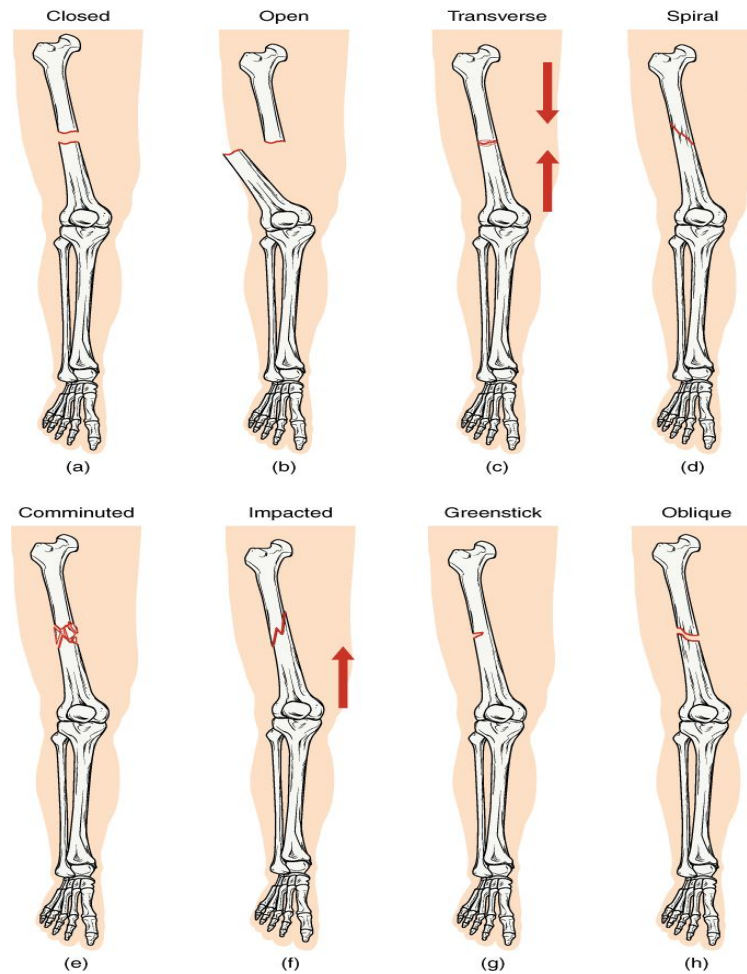 Closed
Open
Transverse
Spiral
(a)
(b)
(c)
(d)
Comminuted
Impacted
Greenstick
Oblique
(e)
(f)
(g)
(h)